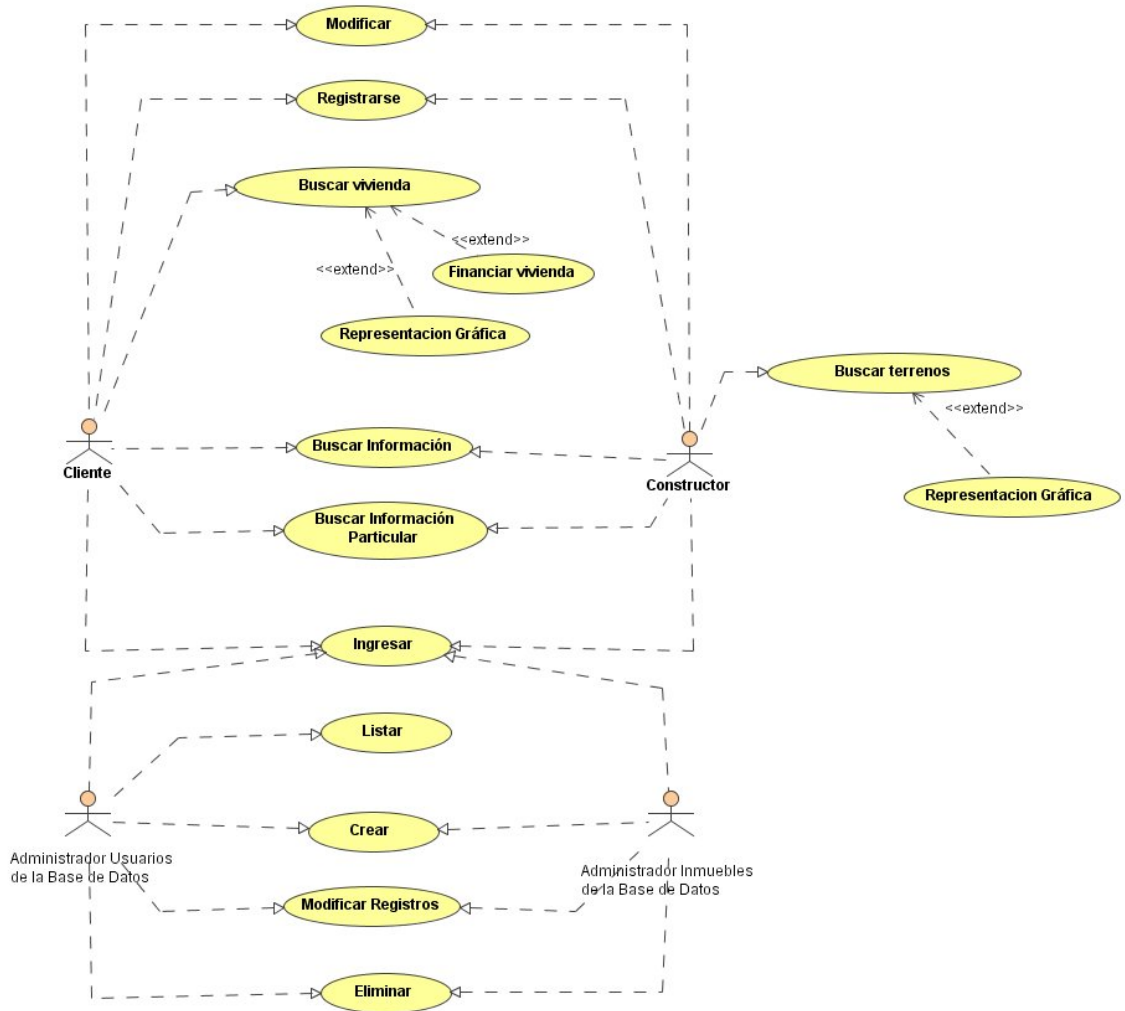 Modificar
Registrarse
Buscar vivienda
<<extend>>
Financiar vivienda
<<extend>>
Representacion Gráfica
Buscar terrenos
<<extend>>
Buscar Información
Cliente
Constructor
Representacion Gráfica
Buscar Información
Particular
Ingresar
Listar
Crear
Administrador Usuarios
de la Base de Datos
Administrador Inmuebles
de la Base de Datos
Modificar Registros
Eliminar